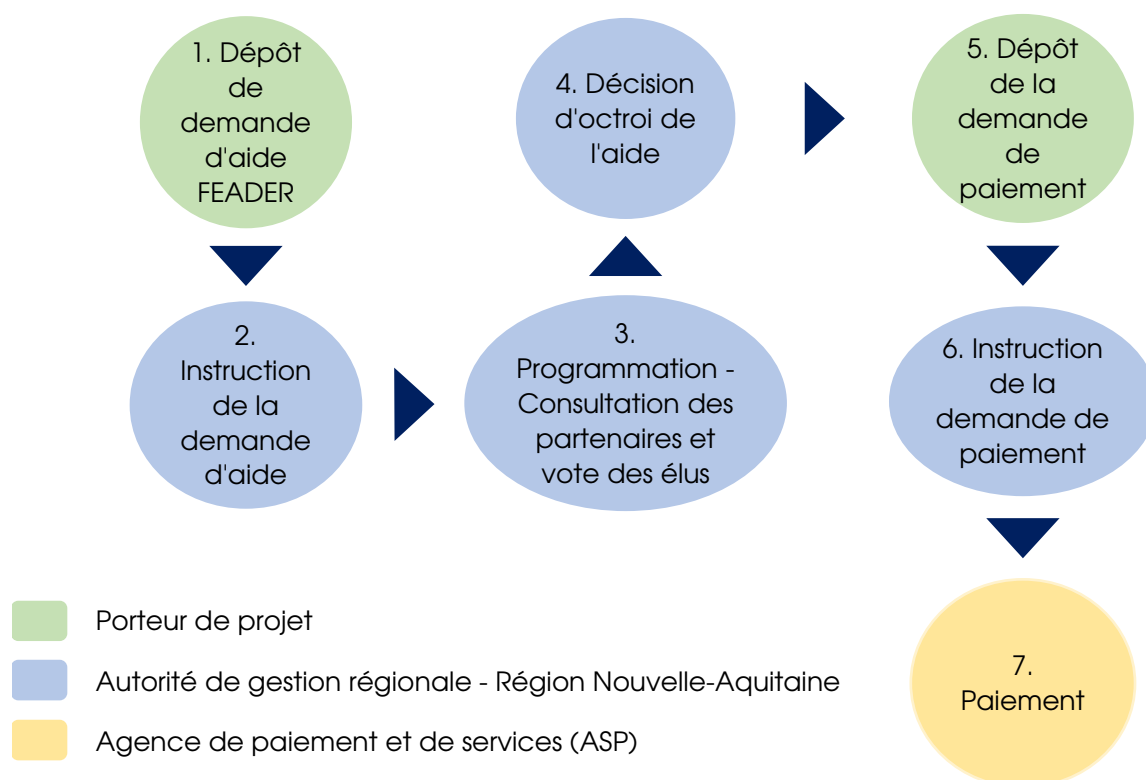 1. Dépôt
de
demande
d'aide
FEADER
2.
Instruction
de la
demande
d'aide
3.
Programmation -
Consultation des
partenaires et
vote des élus
4. Décision
d'octroi de
l'aide
5. Dépôt
de la
demande
de
paiement
6. Instruction
de la
demande de
paiement
7.
Paiement
Porteur de projet
Autorité de gestion régionale - Région Nouvelle-Aquitaine
Agence de paiement et de services (ASP)